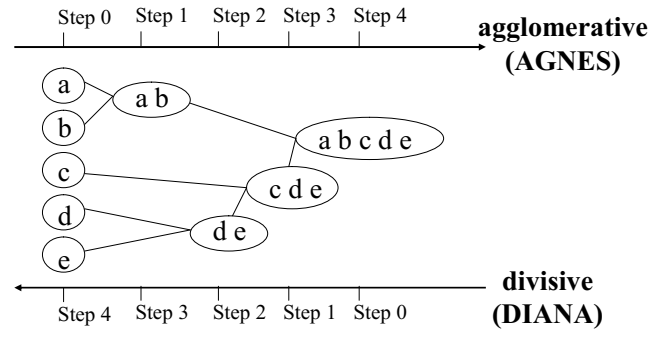 Step 0 Step 1 Step 2 Step 3 Step 4
agglomerative
(AGNES)
a
a b
b
a b c d e
c
c d e
d
d e
e
divisive
(DIANA)
Step 4 Step 3 Step 2 Step 1 Step 0